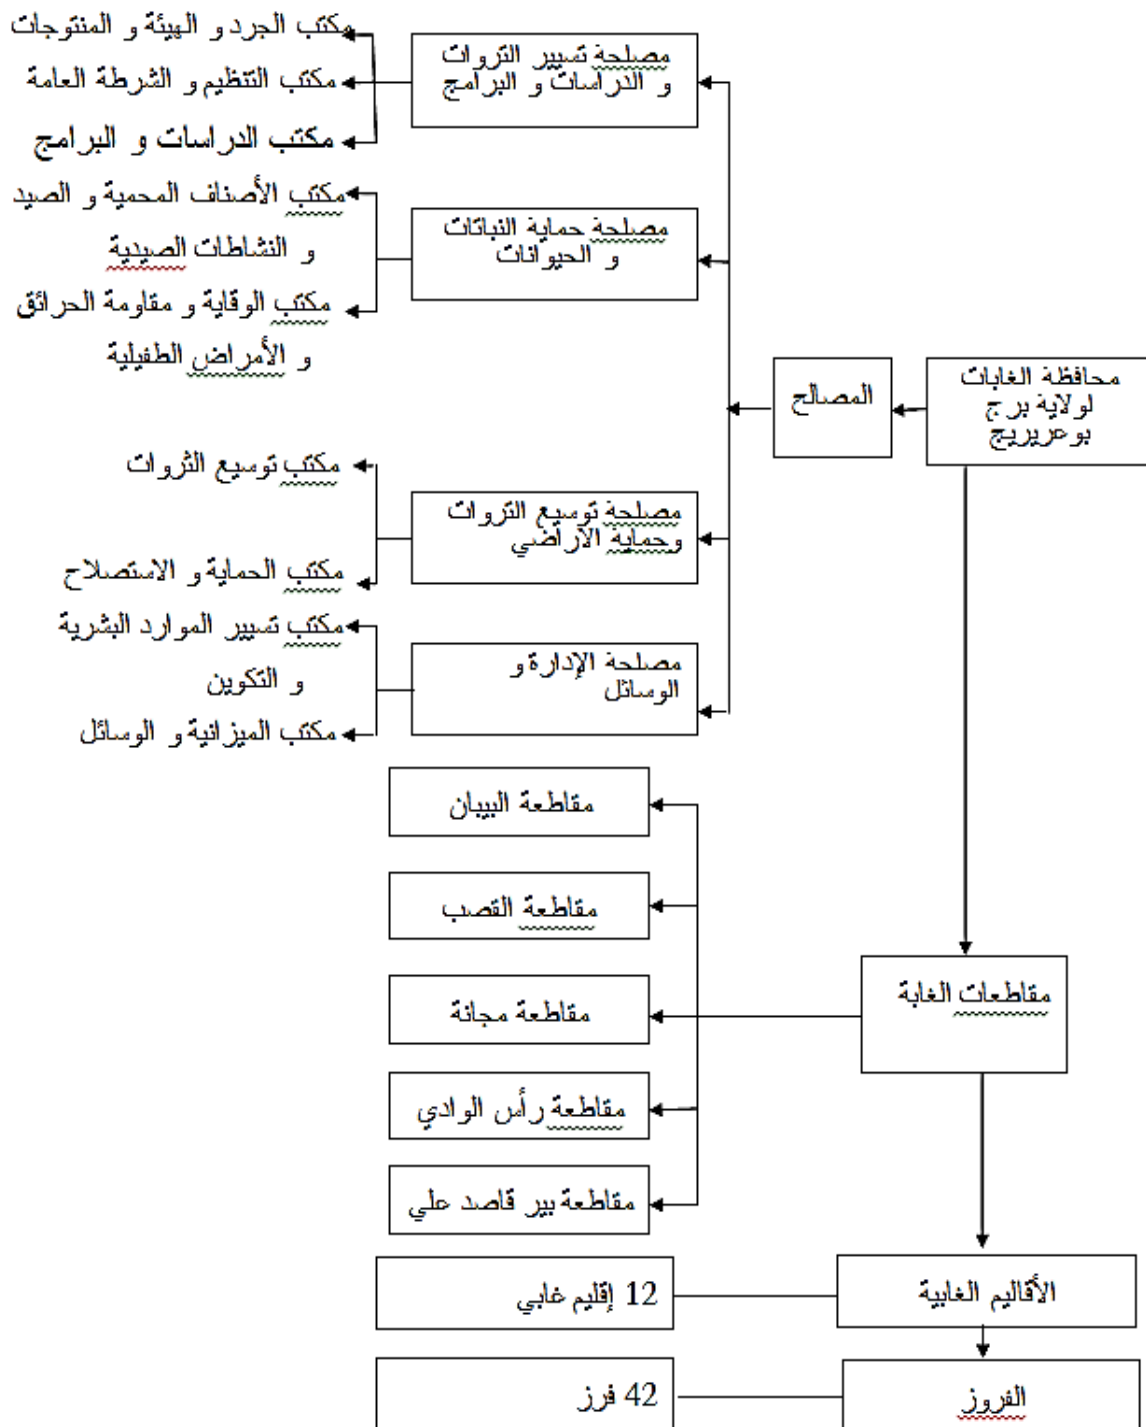 محافظة الغابات
لولاية برج
بوعريريج
المصالح
مصلحة تسيير الثروات
و الدراسات و البرامج
مكتب الجرد و الهيئة و المنتوجات
مكتب التنظيم و الشرطة العامة
مكتب الدراسات و البرامج
مصلحة حماية النباتات
و الحيوانات
مكتب الأصناف المحمية و الصيد
و النشاطات الصيدية
مكتب الوقاية و مقاومة الحرائق
و الأمراض الطفيلية
مصلحة توسيع الثروات
وحماية الاراضي
مكتب توسيع الثروات
مكتب الحماية و الاستصلاح
مصلحة الإدارة و
الوسائل
مكتب تسيير الموارد البشرية
و التكوين
مكتب الميزانية و الوسائل
مقاطعات الغابة
مقاطعة البيبان
مقاطعة القصب
مقاطعة مجانة
مقاطعة رأس الوادي
مقاطعة بير قاصد علي
الأقاليم الغابية
12 إقليم غابي
الفروز
42 فرز